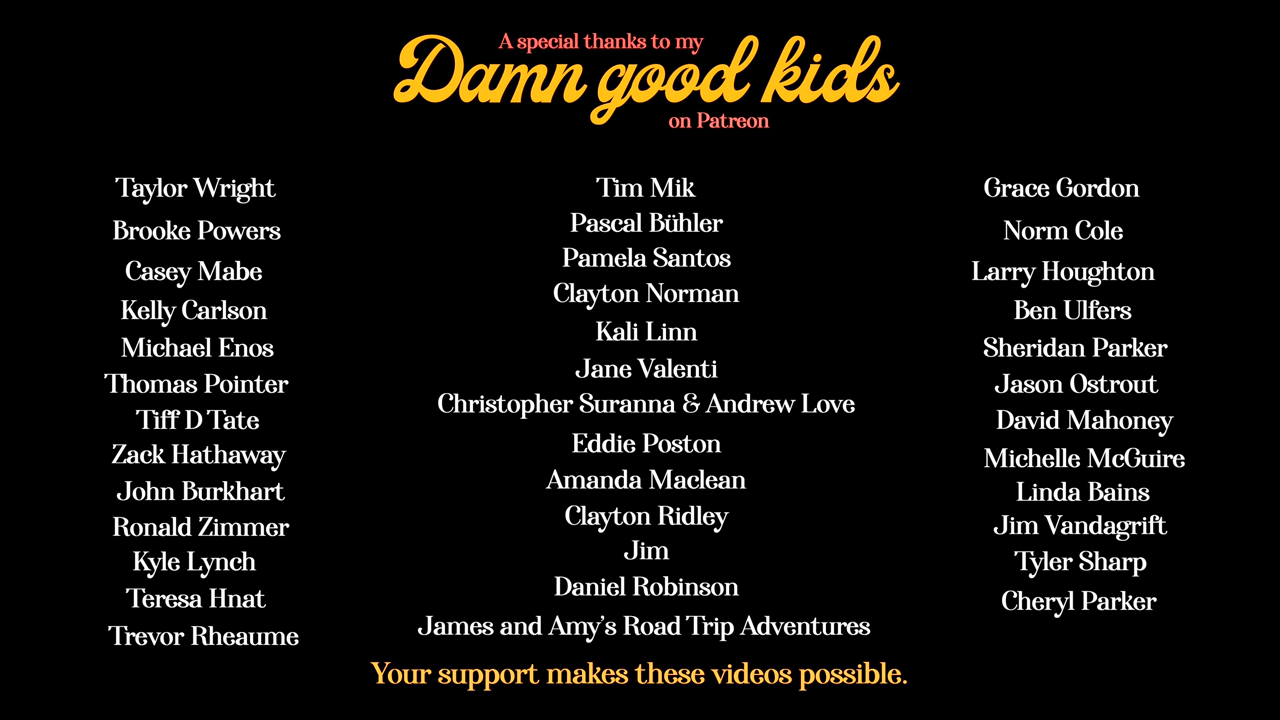 A special thanks to my
Damn good kids
on Patreon
Taylor Wright
Brooke Powers
Casey Mabe
Kelly Carlson
Michael Enos
Thomas Pointer
Tiff D Tate
Zack Hathaway
John Burkhart
Ronald Zimmer
Kyle Lynch
Teresa Hnat
Trevor Rheaume
Tim Mik
Pascal Bühler
Pamela Santos
Clayton Norman
Kali Linn
Jane Valenti
Christopher Suranna & Andrew Love
Eddie Poston
Amanda Maclean
Clayton Ridley
Jim
Daniel Robinson
James and Amy’s Road Trip Adventures
Grace Gordon
Norm Cole
Larry Houghton
Ben Ulfers
Sheridan Parker
Jason Ostrout
David Mahoney
Michelle McGuire
Linda Bains
Jim Vandagrift
Tyler Sharp
Cheryl Parker
Your support makes these videos possible.